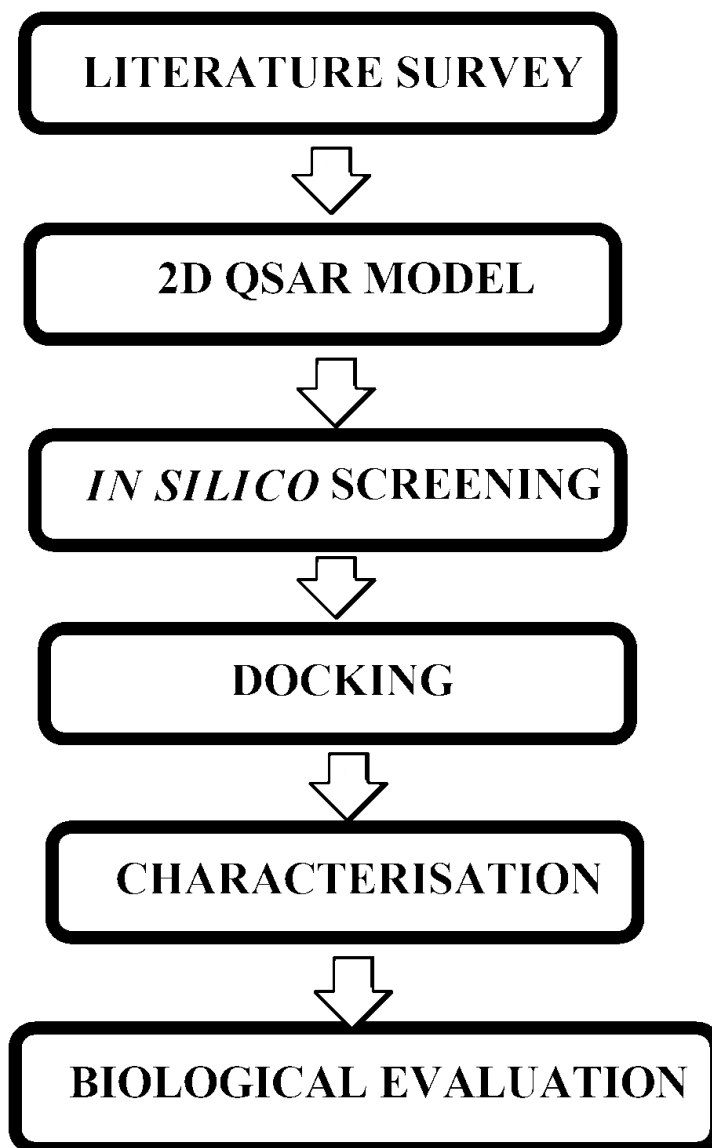 LITERATURE SURVEY
2D QSAR MODEL
IN SILICO SCREENING
DOCKING
CHARACTERISATION
BIOLOGICAL EVALUATION